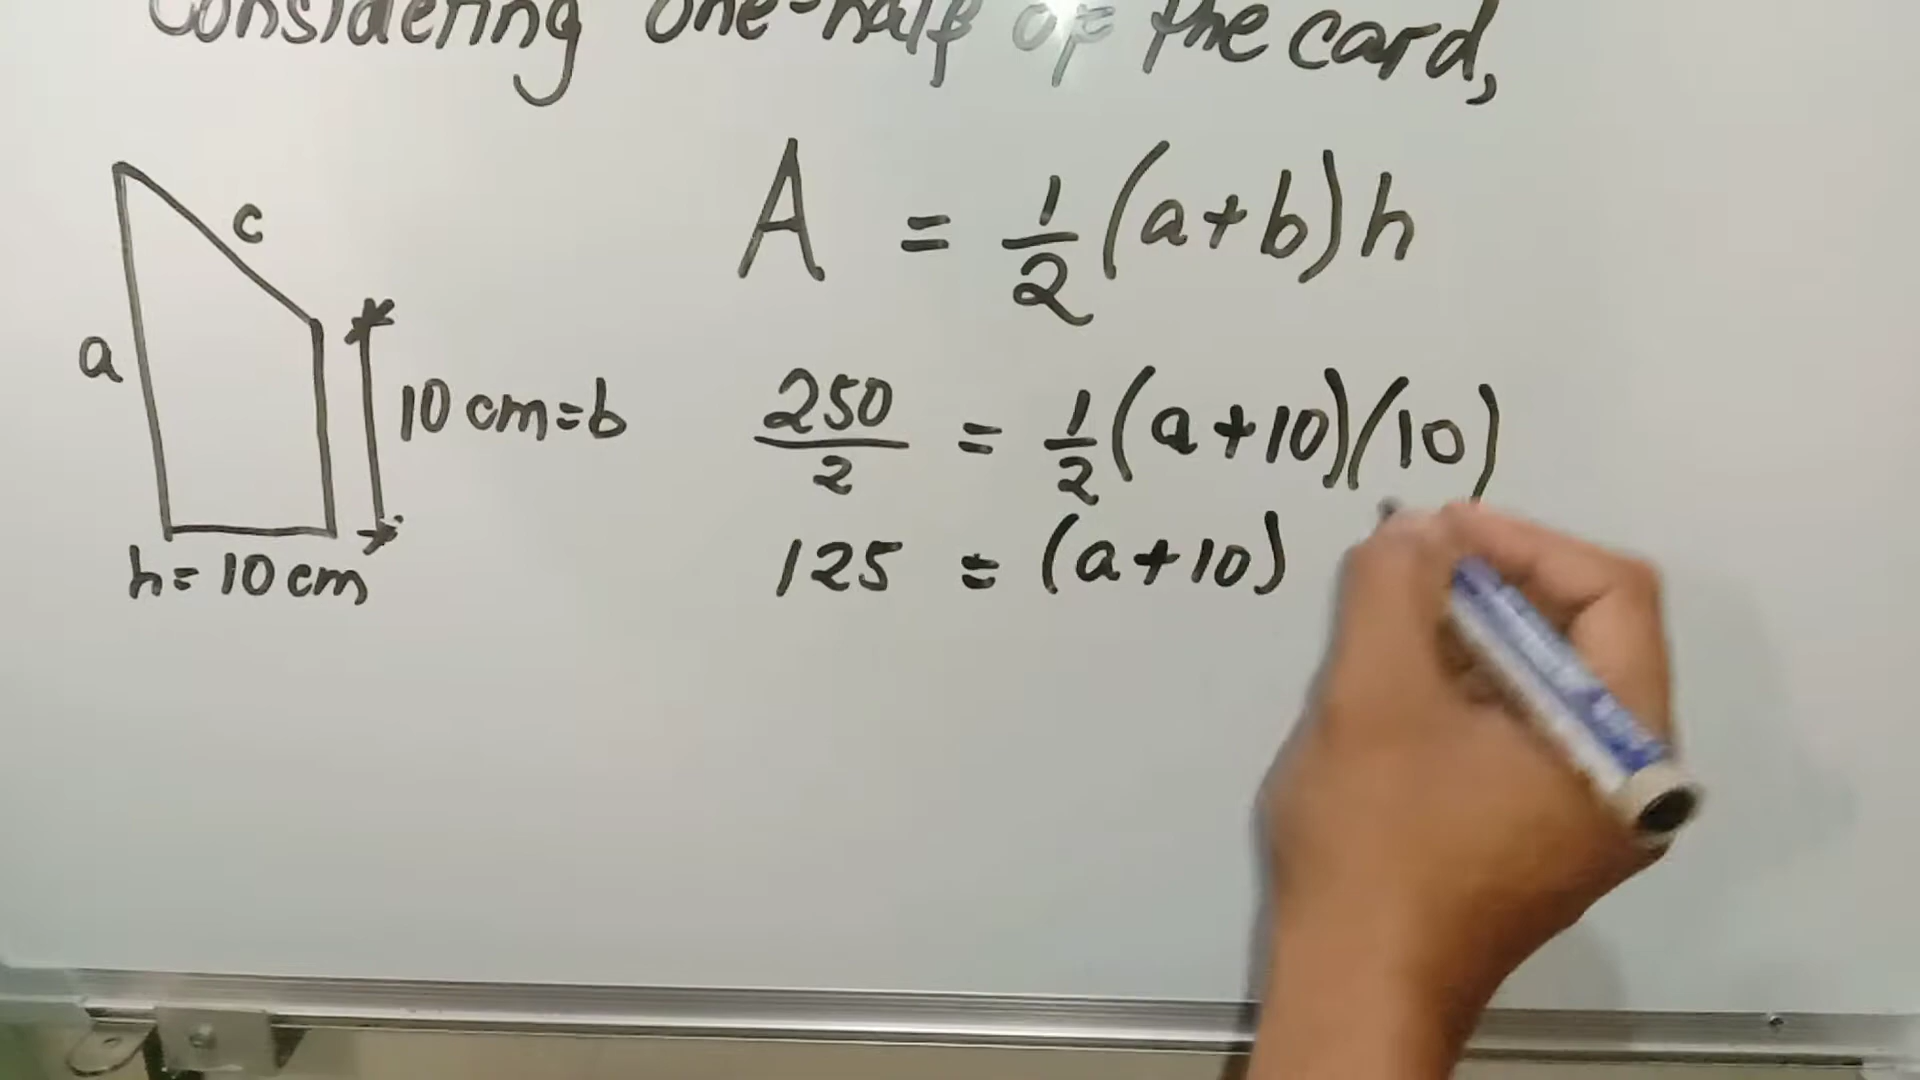 Considering one-half of the card,
A = 1/2 (a+b)h
c
a
10 cm=b
h= 10 cm
250/2 = 1/2 (a+10)(10)
125 = (a+10)